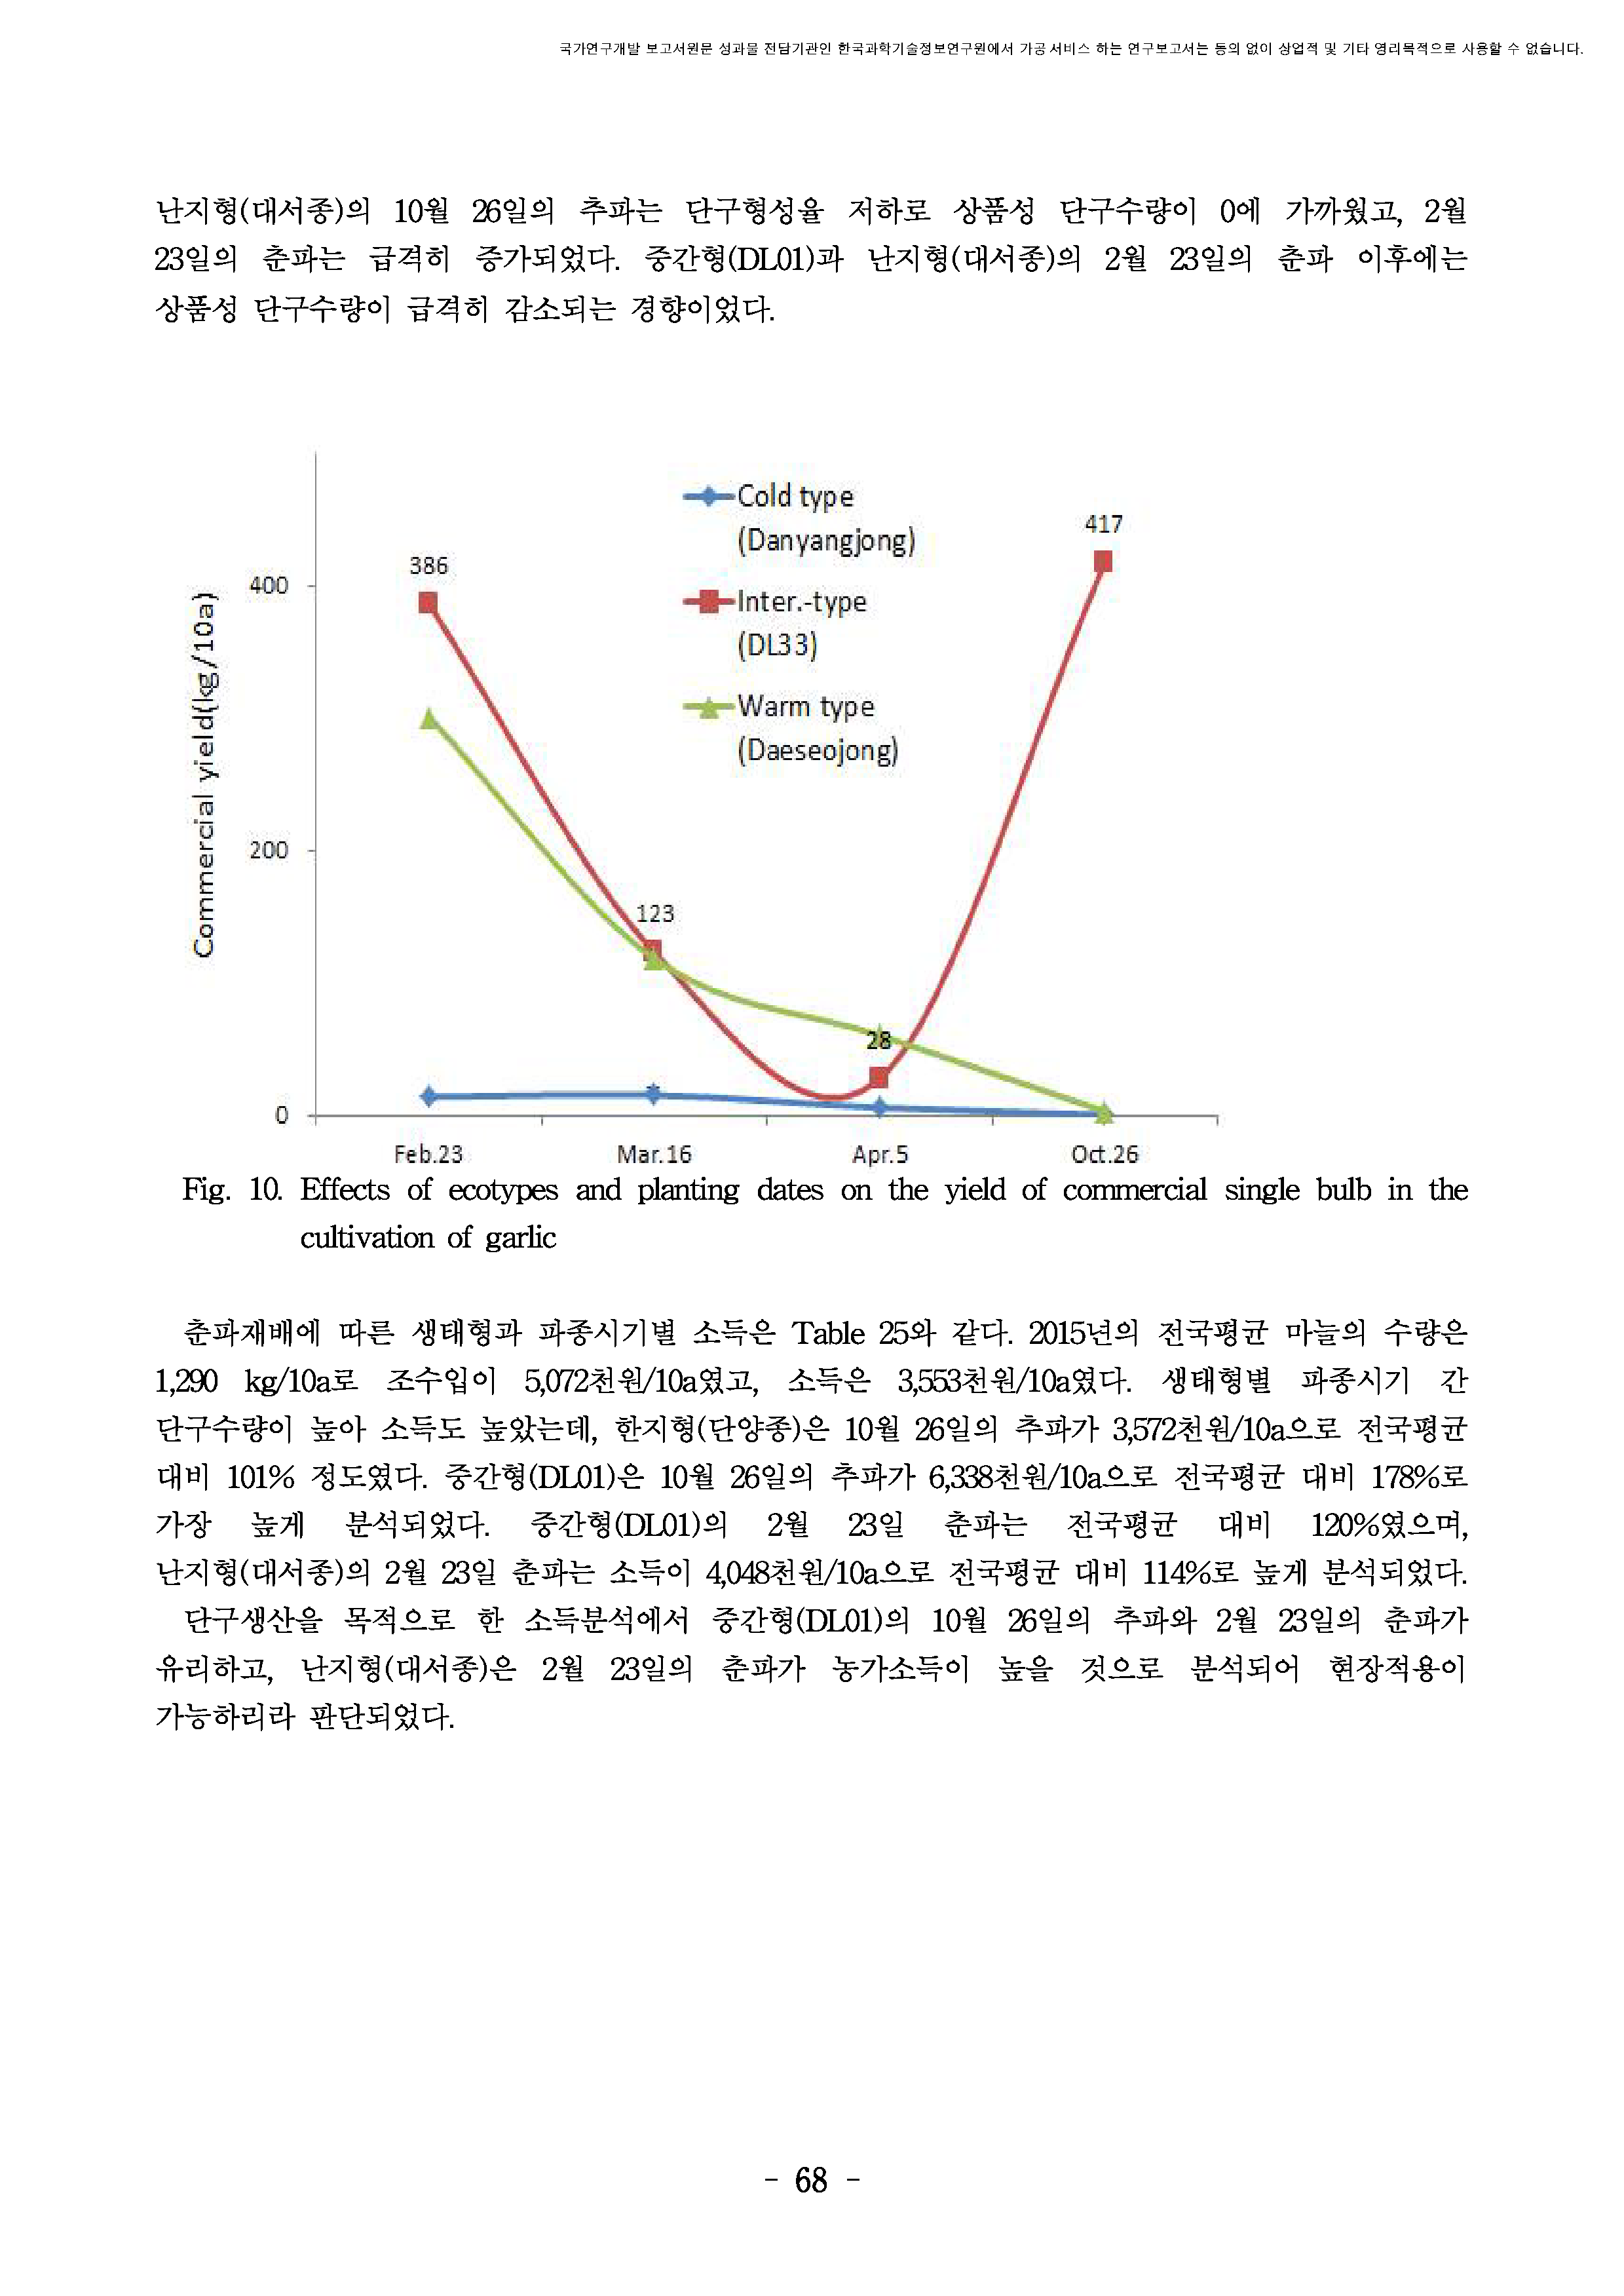 국가연구개발 보고서원문 성과물 전담기관인 한국과학기술정보연구원에서 가공·서비스 하는 연구보고서는 동의 없이 상업적 및 기타 영리목적으로 사용할 수 없습니다.
난지형(대서종)의 10월 26일의 추파는 단구형성율 저하로 상품성 단구수량이 0에 가까웠고, 2월
23일의 춘파는 급격히 증가되었다. 중간형(DL01)과 난지형(대서종)의 2월 23일의 춘파 이후에는
상품성 단구수량이 급격히 감소되는 경향이었다.
Cold type
(Danyangjong)
Inter.-type
(DL33)
Warm type
(Daeseojong)
Commercial yield(kg/10a)
400
200
0
386
123
28
417
Feb.23
Mar.16
Apr.5
Oct.26
Fig. 10. Effects of ecotypes and planting dates on the yield of commercial single bulb in the
cultivation of garlic
춘파재배에 따른 생태형과 파종시기별 소득은 Table 25와 같다. 2015년의 전국평균 마늘의 수량은
1,290 kg/10a로 조수입이 5,072천원/10a였고, 소득은 3,553천원/10a였다. 생태형별 파종시기 간
단구수량이 높아 소득도 높았는데, 한지형(단양종)은 10월 26일의 추파가 3,572천원/10a으로 전국평균
대비 101% 정도였다. 중간형(DL01)은 10월 26일의 추파가 6,338천원/10a으로 전국평균 대비 178%로
가장 높게 분석되었다. 중간형(DL01)의 2월 23일 춘파는 전국평균 대비 120%였으며,
난지형(대서종)의 2월 23일 춘파는 소득이 4,048천원/10a으로 전국평균 대비 114%로 높게 분석되었다.
단구생산을 목적으로 한 소득분석에서 중간형(DL01)의 10월 26일의 추파와 2월 23일의 춘파가
유리하고, 난지형(대서종)은 2월 23일의 춘파가 농가소득이 높을 것으로 분석되어 현장적용이
가능하리라 판단되었다.
- 68 -